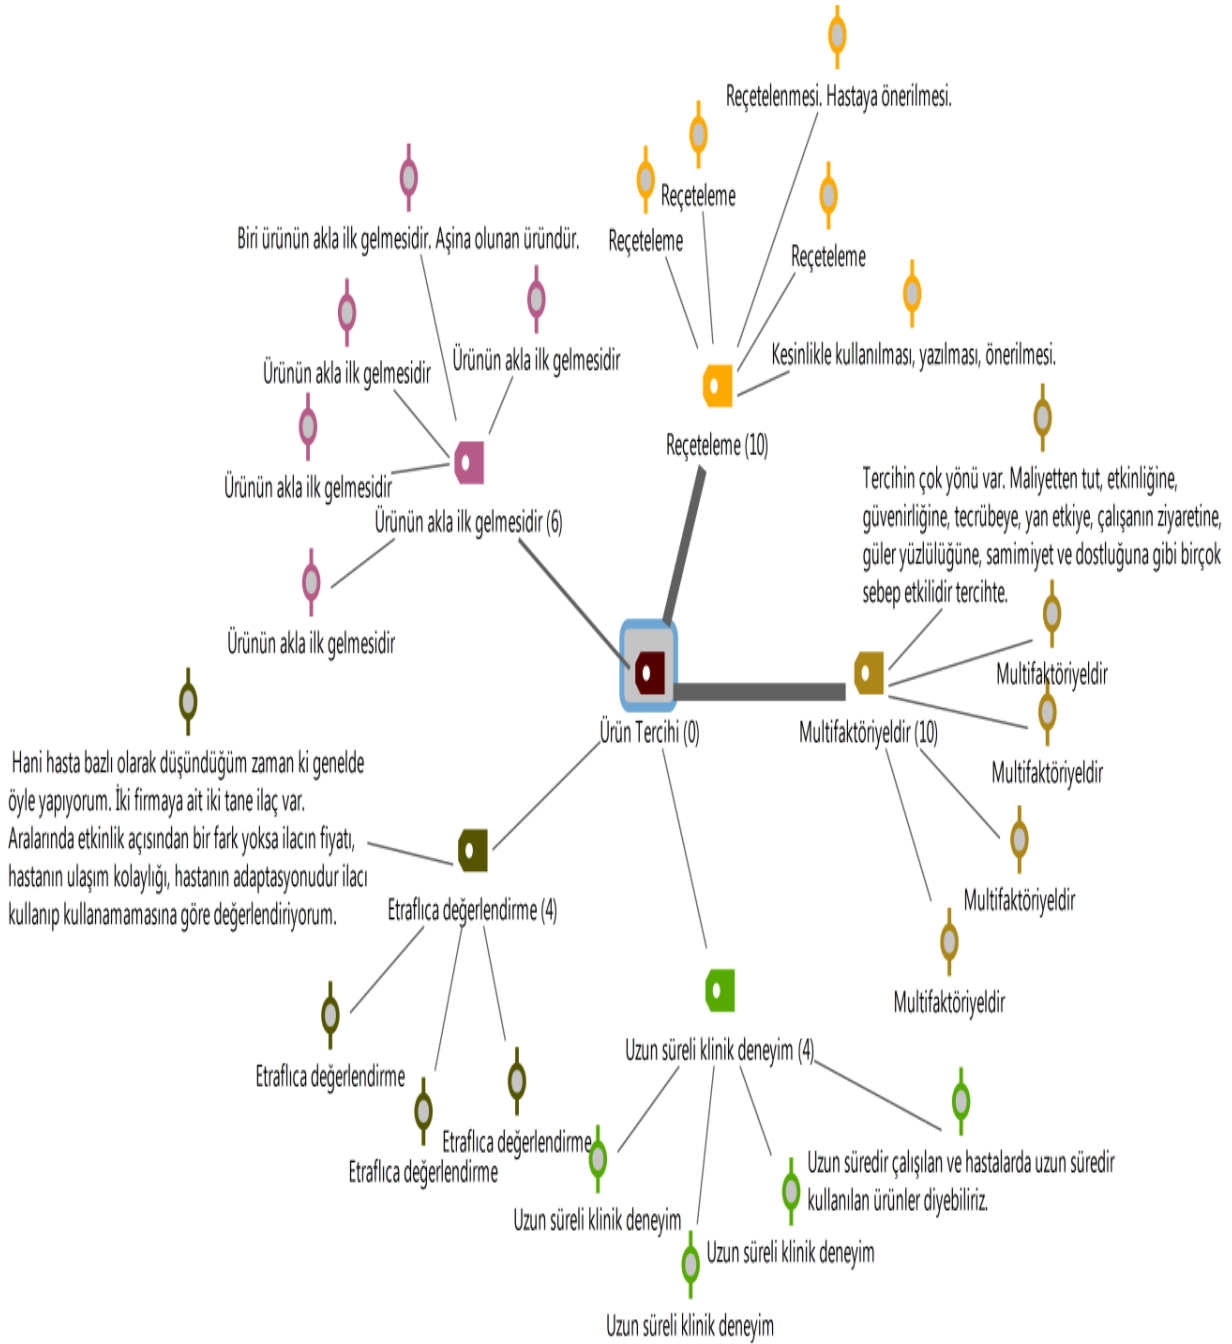 Reçetelenmesi. Hastaya önerilmesi.
Reçeteleme
Reçeteleme
Reçeteleme
Kesinlikle kullanılması, yazılması, önerilmesi.
Reçeteleme (10)
Biri ürünün akla ilk gelmesidir. Aşina olunan üründür.
Ürünün akla ilk gelmesidir
Ürünün akla ilk gelmesidir
Ürünün akla ilk gelmesidir
Ürünün akla ilk gelmesidir (6)
Ürünün akla ilk gelmesidir
Tercihin çok yönü var. Maliyetten tut, etkinliğine,
güvenirliğine, tecrübeye, yan etkiye, çalışanın ziyaretine,
güler yüzlülüğüne, samimiyet ve dostluğuna gibi birçok
sebep etkilidir tercihte.
Multifaktöriyeldir
Ürün Tercihi (0)
Multifaktöriyeldir (10)
Multifaktöriyeldir
Multifaktöriyeldir
Multifaktöriyeldir
Hani hasta bazlı olarak düşündüğüm zaman ki genelde
öyle yapıyorum. İki firmaya ait iki tane ilaç var.
Aralarında etkinlik açısından bir fark yoksa ilacın fiyatı,
hastanın ulaşım kolaylığı, hastanın adaptasyonudur ilacı
kullanıp kullanamamasına göre değerlendiriyorum.
Etraflıca değerlendirme (4)
Etraflıca değerlendirme
Etraflıca değerlendirme
Etraflıca değerlendirme
Uzun süreli klinik deneyim (4)
Uzun süredir çalışılan ve hastalarda uzun süredir
kullanılan ürünler diyebiliriz.
Uzun süreli klinik deneyim
Uzun süreli klinik deneyim
Uzun süreli klinik deneyim